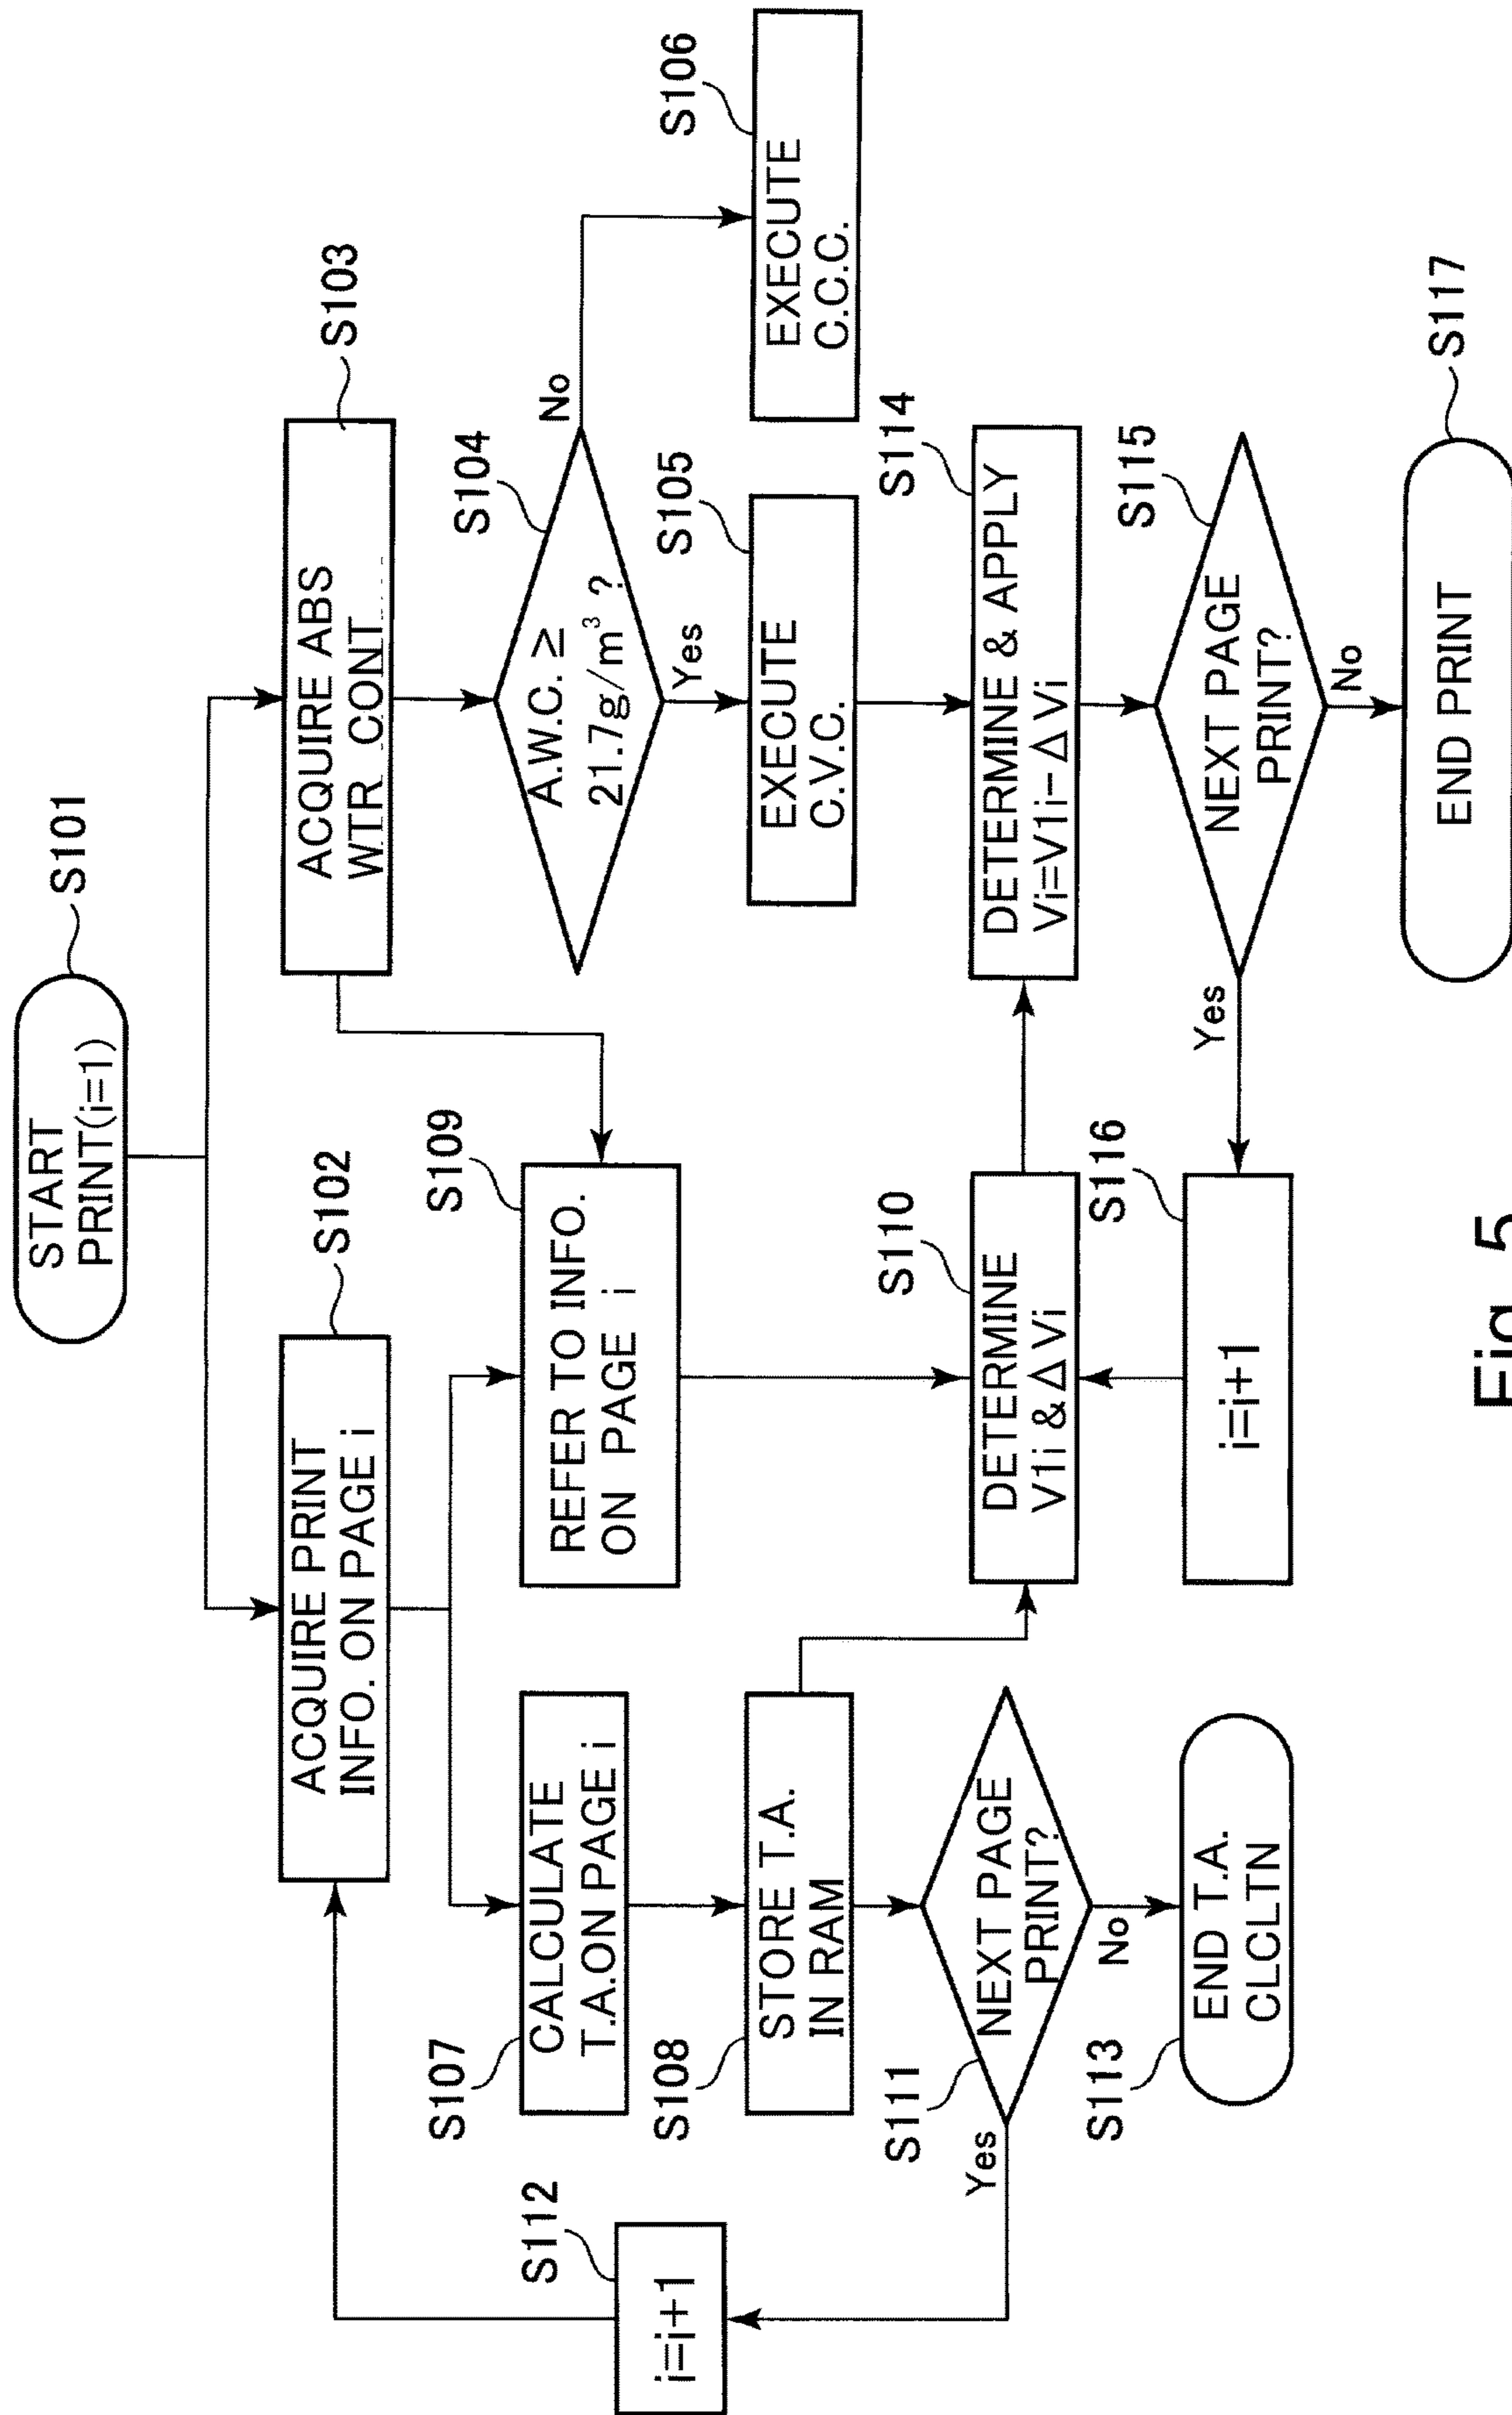 START
PRINT(i=1)
S101
ACQUIRE PRINT
INFO. ON PAGE i
S102
ACQUIRE ABS
WTR CONT
S103
A.W.C. ≥
21.7g/m³ ?
S104
No
Yes
EXECUTE
C.V.C.
S105
EXECUTE
C.C.C.
S106
CALCULATE
T.A.ON PAGE i
S107
STORE T.A.
IN RAM
S108
REFER TO INFO.
ON PAGE i
S109
DETERMINE
V1i & ΔVi
S110
NEXT PAGE
PRINT?
S111
Yes
No
i=i+1
S112
END T.A.
CLCLTN
S113
DETERMINE & APPLY
Vi=V1i-ΔVi
S114
NEXT PAGE
PRINT?
S115
Yes
No
i=i+1
S116
END PRINT
S117
Fig. 5